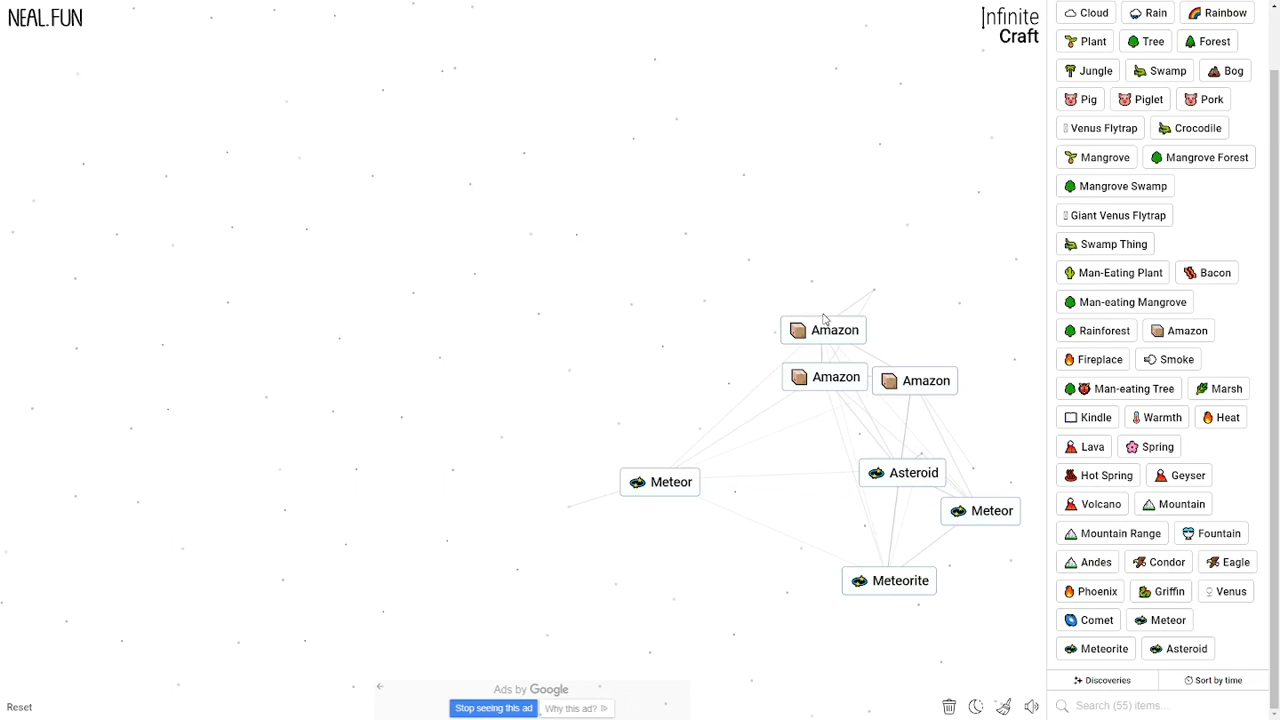 NEAL.FUN
Infinite
Craft
Amazon
Amazon
Amazon
Meteor
Asteroid
Meteor
Meteorite
Cloud Rain Rainbow
Plant Tree Forest
Jungle Swamp Bog
Pig Piglet Pork
Venus Flytrap Crocodile
Mangrove Mangrove Forest
Mangrove Swamp
Giant Venus Flytrap
Swamp Thing
Man-Eating Plant Bacon
Man-eating Mangrove
Rainforest Amazon
Fireplace Smoke
Man-eating Tree Marsh
Kindle Warmth Heat
Lava Spring
Hot Spring Geyser
Volcano Mountain
Mountain Range Fountain
Andes Condor Eagle
Phoenix Griffin Venus
Comet Meteor
Meteorite Asteroid
Discoveries Sort by time
Search (55) items...
Ads by Google
Stop seeing this ad Why this ad?
Reset